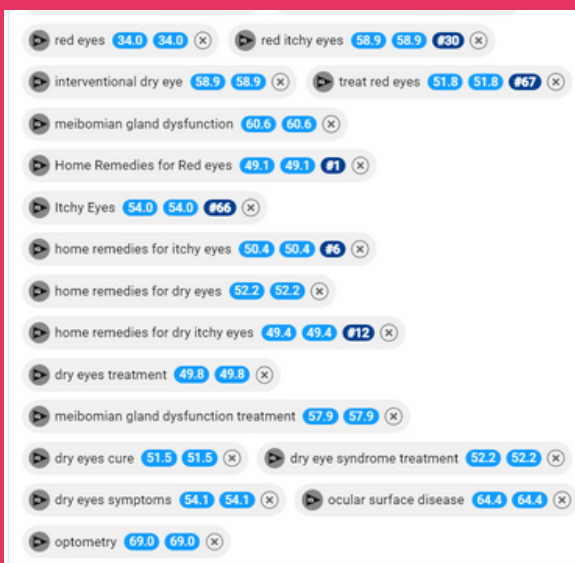 red eyes 34.0 34.0 red itchy eyes 58.9 58.9 #30
interventional dry eye 58.9 58.9 treat red eyes 51.8 51.8 #67
meibomian gland dysfunction 60.6 60.6
Home Remedies for Red eyes 49.1 49.1 #1
Itchy Eyes 54.0 54.0 #66
home remedies for itchy eyes 50.4 50.4 #6
home remedies for dry eyes 52.2 52.2
home remedies for dry itchy eyes 49.4 49.4 #12
dry eyes treatment 49.8 49.8
meibomian gland dysfunction treatment 57.9 57.9
dry eyes cure 51.5 51.5 dry eye syndrome treatment 52.2 52.2
dry eyes symptoms 54.1 54.1 ocular surface disease 64.4 64.4
optometry 69.0 69.0